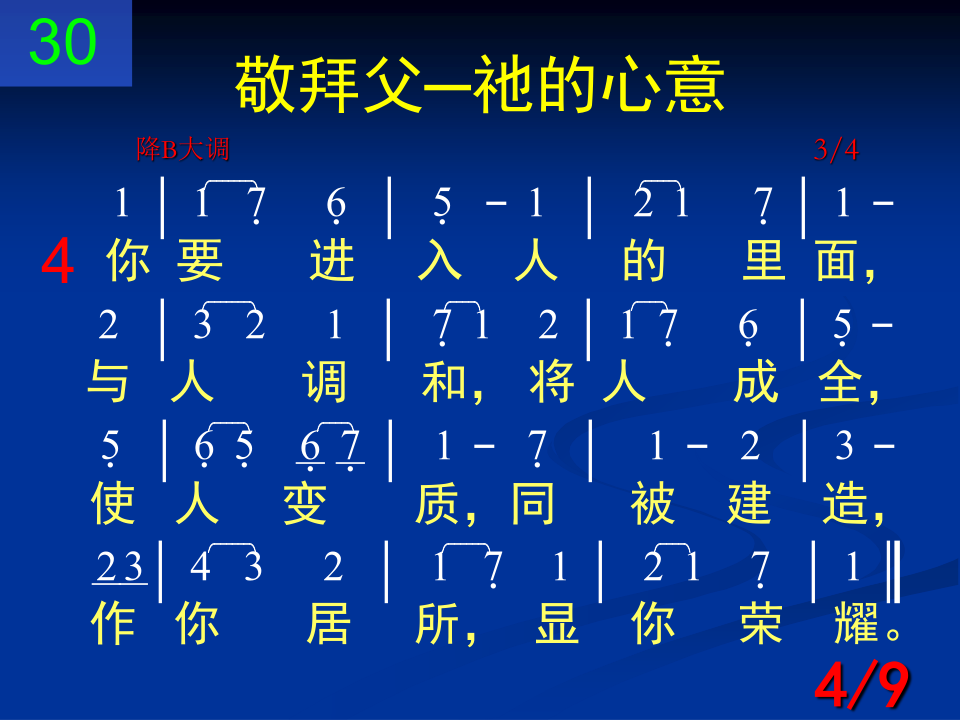 30
敬拜父─祂的心意
降B大调 3/4
1 | 1 7̣ 6̣ | 5̣ - 1 | 2 1 7̣ | 1 -
4 你 要 进 入 人 的 里 面，
2 | 3 2 1 | 7̣ 1 2 | 1 7̣ 6̣ | 5̣ -
与 人 调 和， 将 人 成 全，
5̣ | 6̣ 5̣ 6̣ 7̣ | 1 - 7̣ | 1 - 2 | 3 -
使 人 变 质， 同 被 建 造，
2 3 | 4 3 2 | 1 7̣ 1 | 2 1 7̣ | 1 ‖
作 你 居 所， 显 你 荣 耀。
4/9